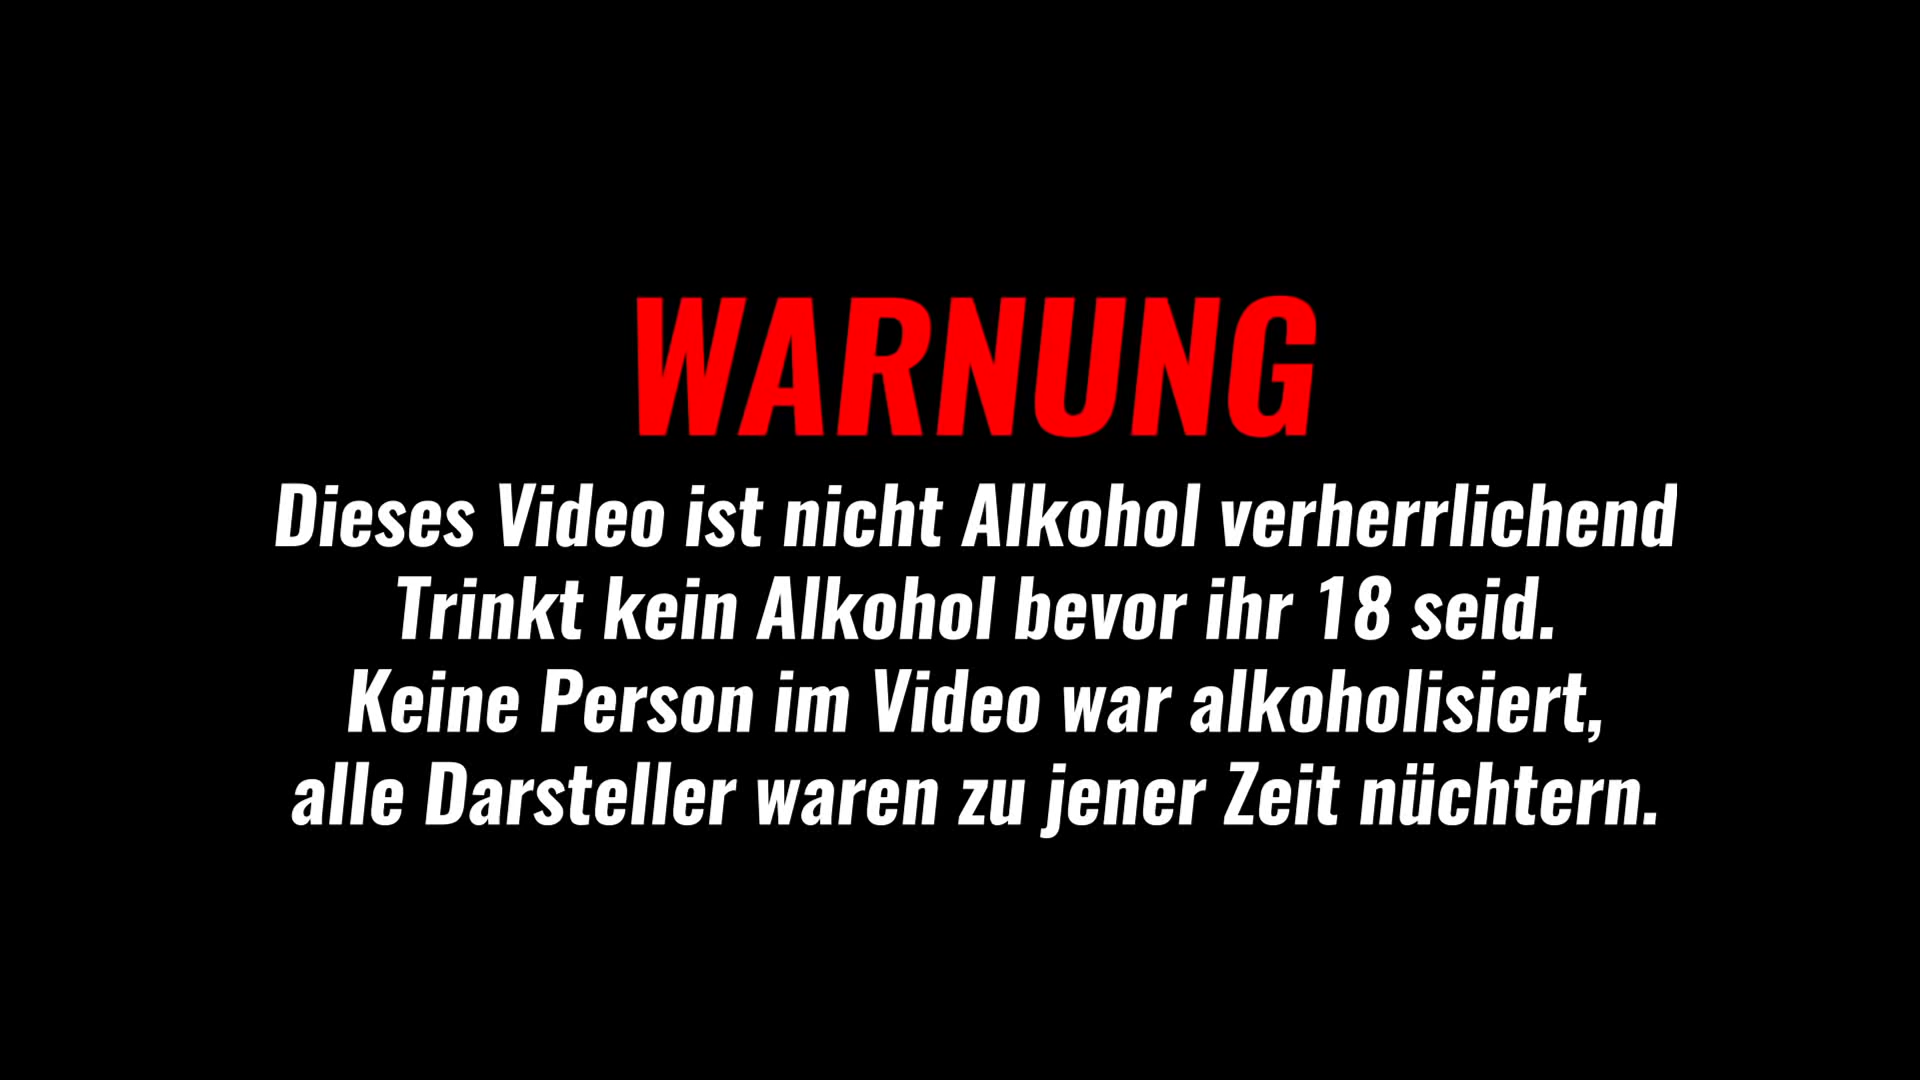 WARNUNG
Dieses Video ist nicht Alkohol verherrlichend
Trinkt kein Alkohol bevor ihr 18 seid.
Keine Person im Video war alkoholisiert,
alle Darsteller waren zu jener Zeit nüchtern.